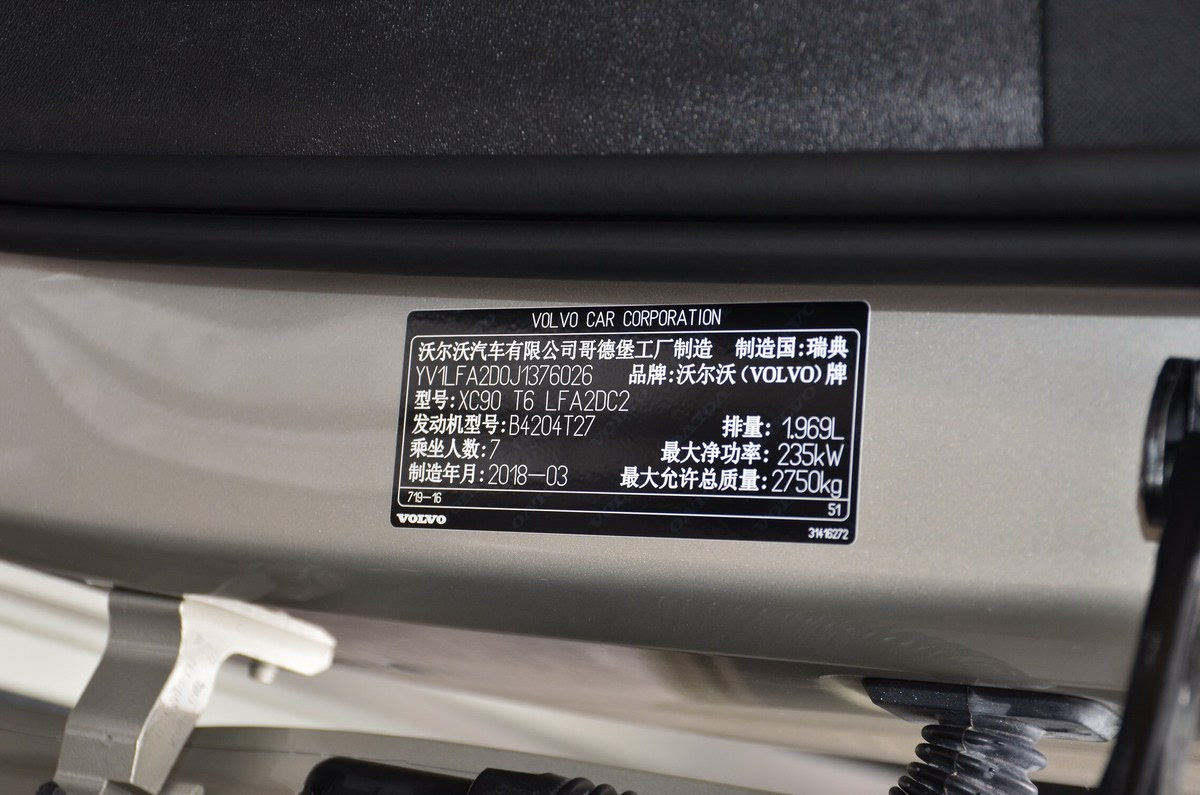 VOLVO CAR CORPORATION
沃尔沃汽车有限公司哥德堡工厂制造 制造国:瑞典
YV1LFA2D0J1376026 品牌:沃尔沃(VOLVO)牌
型号:XC90 T6 LFA2DC2
发动机型号:B4204T27 排量: 1.969L
乘坐人数:7 最大净功率: 235kW
制造年月:2018-03 最大允许总质量:2750kg
719-16 51
VOLVO 31416272